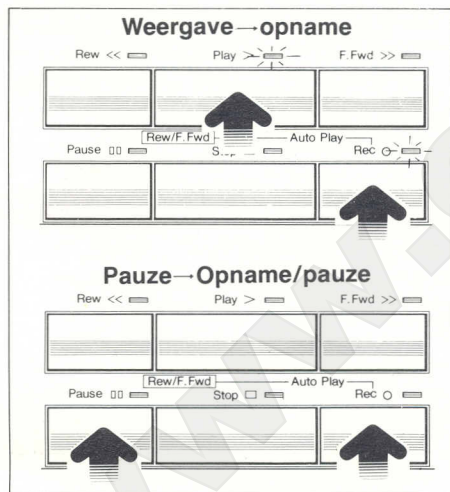 Weergave→opname
Rew << Play > F.Fwd >>
Rew/F.Fwd Auto Play
Pause ▯▯ Rec ○
Pauze→Opname/pauze
Rew << Play > F.Fwd >>
Rew/F.Fwd Auto Play
Pause ▯▯ Stop □ Rec ○